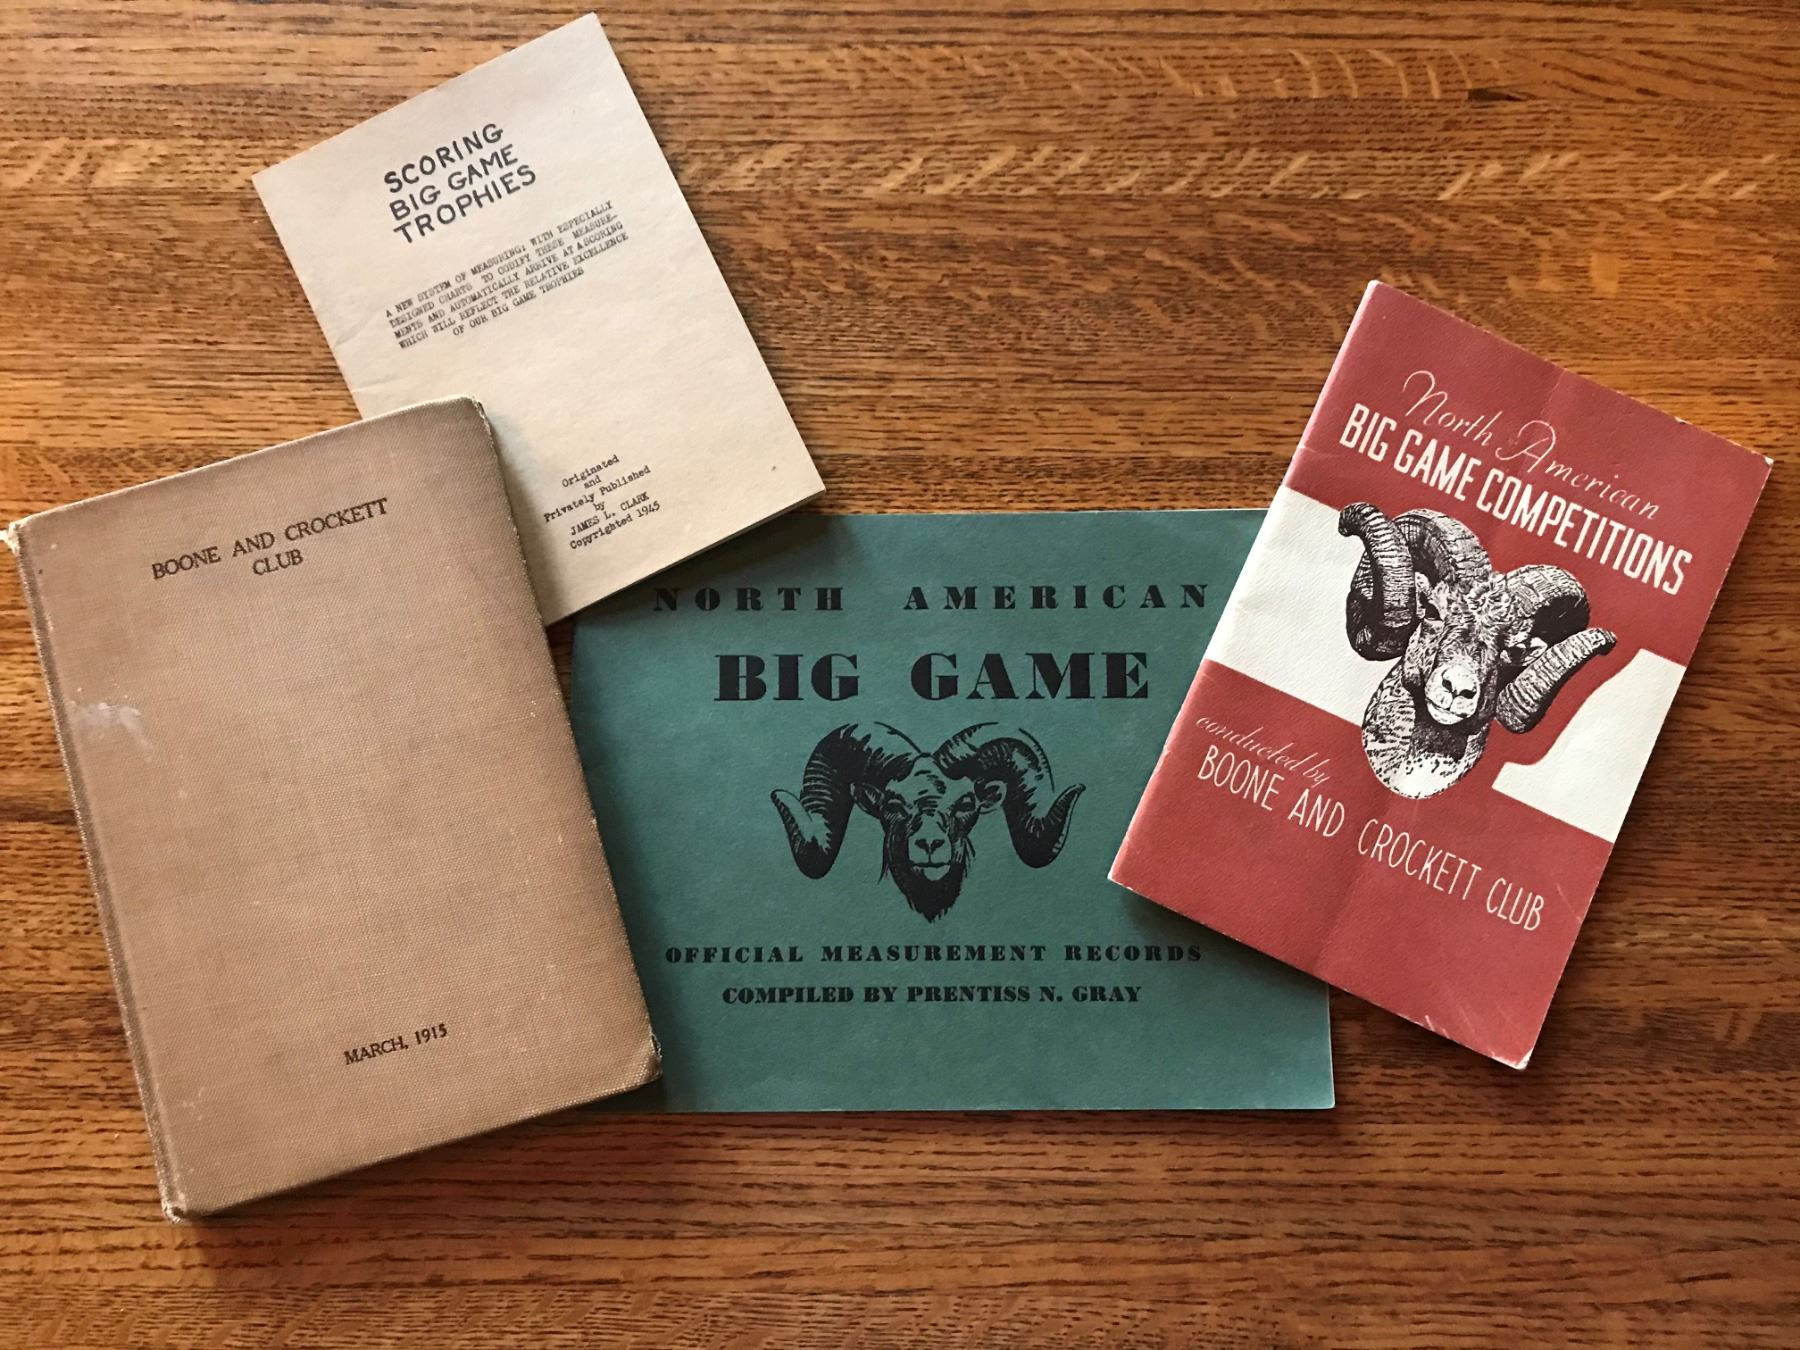 SCORING
BIG GAME
TROPHIES
A NEW SYSTEM OF MEASURING: WITH ESPECIALLY
DESIGNED CHARTS TO CODIFY THESE MEASURE-
MENTS AND AUTOMATICALLY ARRIVE AT A SCORING
WHICH WILL REFLECT THE RELATIVE EXCELLENCE
OF OUR BIG GAME TROPHIES
Originated
and
Privately Published
by
JAMES L. CLARK
Copyrighted 1945
BOONE AND CROCKETT
CLUB
MARCH, 1915
NORTH AMERICAN
BIG GAME
OFFICIAL MEASUREMENT RECORDS
COMPILED BY PRENTISS N. GRAY
North American
BIG GAME COMPETITIONS
conducted by
BOONE AND CROCKETT CLUB